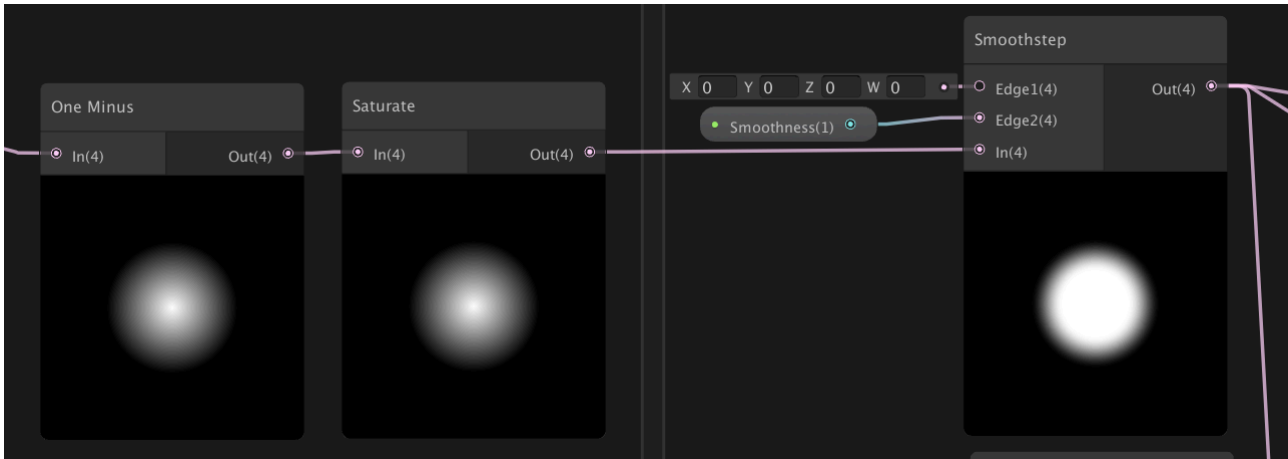 One Minus
In(4) Out(4)
Saturate
In(4) Out(4)
X 0 Y 0 Z 0 W 0
Smoothness(1)
Smoothstep
Edge1(4) Out(4)
Edge2(4)
In(4)